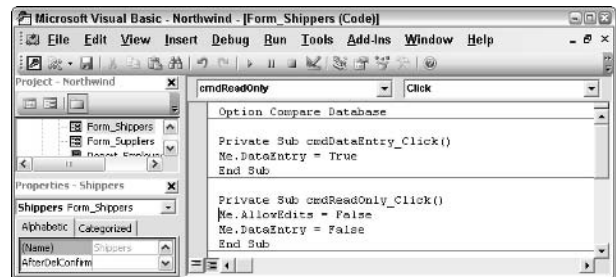 Microsoft Visual Basic - Northwind - [Form_Shippers (Code)]
File Edit View Insert Debug Run Tools Add-Ins Window Help
Project - Northwind
Form_Shippers
Form_Suppliers
Properties - Shippers
Shippers Form_Shippers
Alphabetic Categorized
(Name) Shippers
AfterDelConfirm
cmdReadOnly Click
Option Compare Database
Private Sub cmdDataEntry_Click()
Me.DataEntry = True
End Sub
Private Sub cmdReadOnly_Click()
Me.AllowEdits = False
Me.DataEntry = False
End Sub